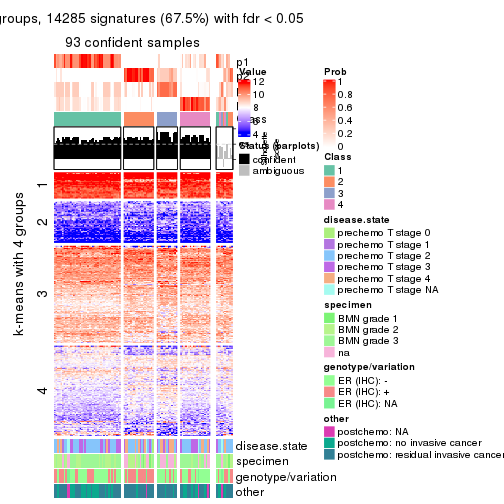 groups, 14285 signatures (67.5%) with fdr < 0.05
93 confident samples
p1
p2
Value
12
10
8
6
4
Status (barplots)
confident
ambiguous
Prob
1
0.8
0.6
0.4
0.2
0
Class
1
2
3
4
disease.state
prechemo T stage 0
prechemo T stage 1
prechemo T stage 2
prechemo T stage 3
prechemo T stage 4
prechemo T stage NA
specimen
BMN grade 1
BMN grade 2
BMN grade 3
na
genotype/variation
ER (IHC): -
ER (IHC): +
ER (IHC): NA
other
postchemo: NA
postchemo: no invasive cancer
postchemo: residual invasive cancer
k-means with 4 groups
1
2
3
4
disease.state
specimen
genotype/variation
other